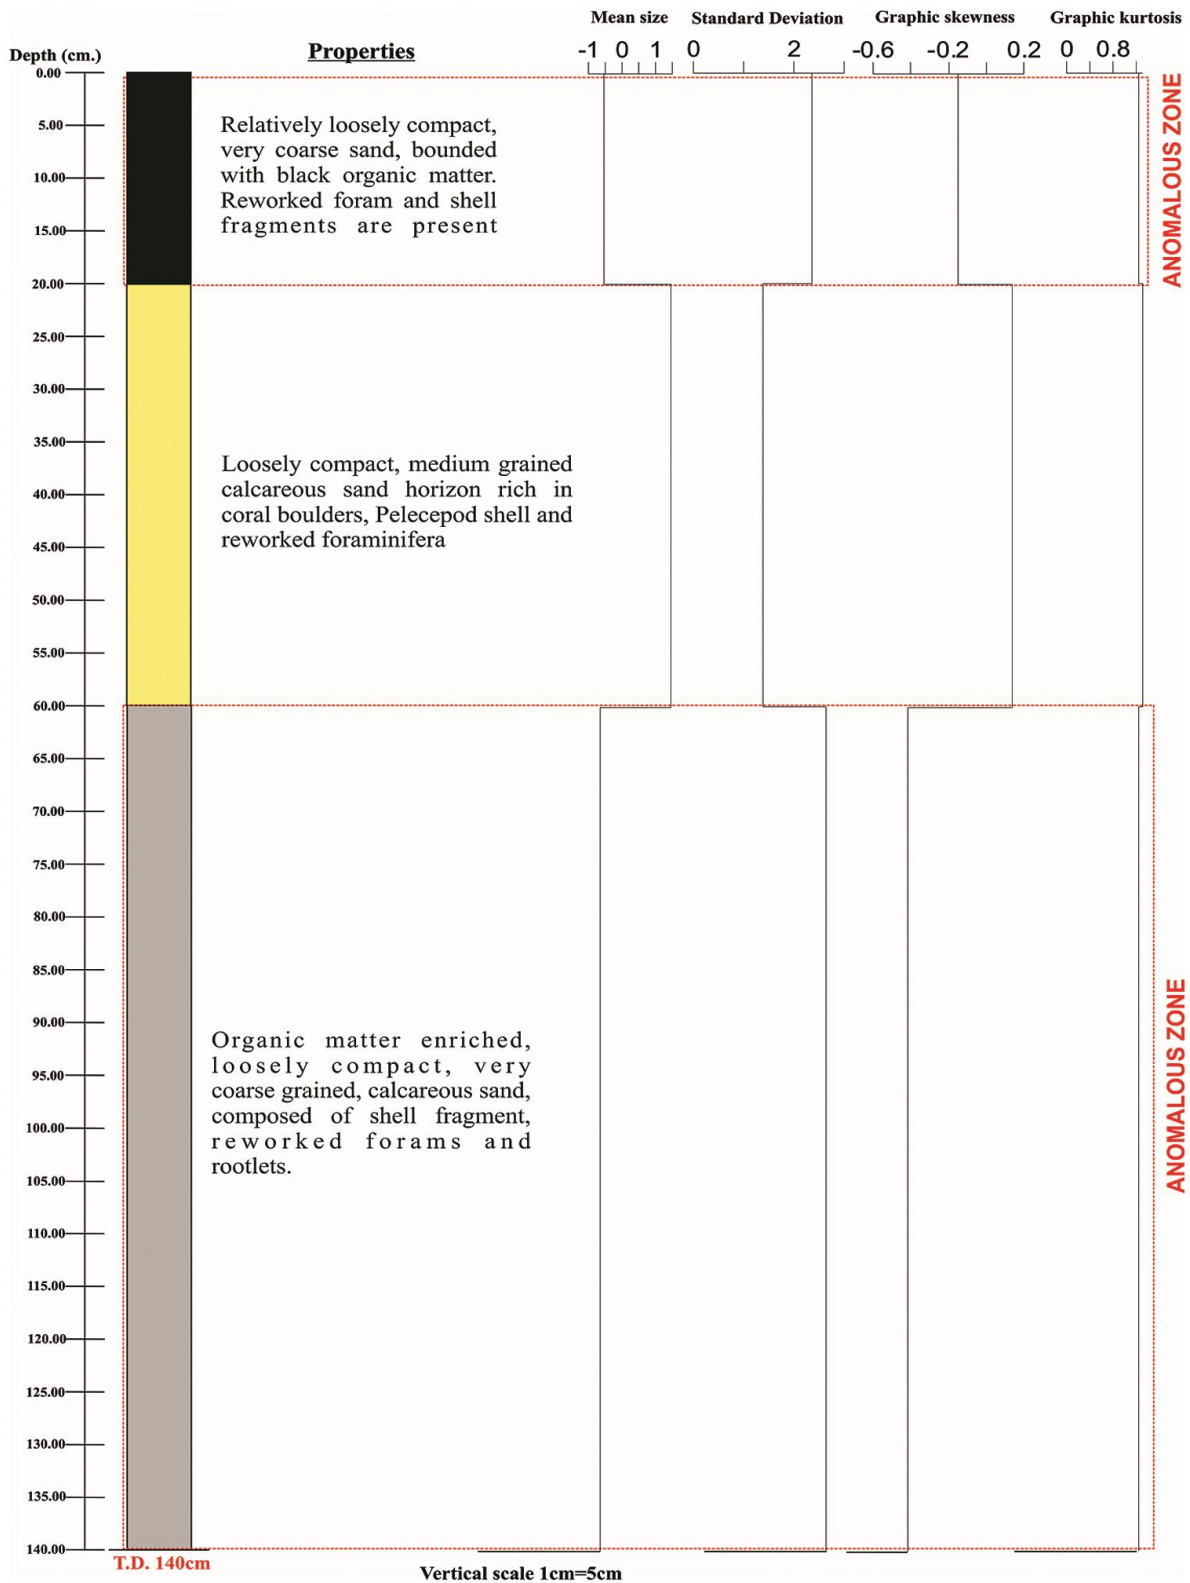 Mean size Standard Deviation Graphic skewness Graphic kurtosis
Depth (cm.) Properties -1 0 1 0 2 -0.6 -0.2 0.2 0 0.8
0.00
5.00
10.00
15.00
20.00
25.00
30.00
35.00
40.00
45.00
50.00
55.00
60.00
65.00
70.00
75.00
80.00
85.00
90.00
95.00
100.00
105.00
110.00
115.00
120.00
125.00
130.00
135.00
140.00
Relatively loosely compact,
very coarse sand, bounded
with black organic matter.
Reworked foram and shell
fragments are present
ANOMALOUS ZONE
Loosely compact, medium grained
calcareous sand horizon rich in
coral boulders, Pelecepod shell and
reworked foraminifera
Organic matter enriched,
loosely compact, very
coarse grained, calcareous sand,
composed of shell fragment,
reworked forams and
rootlets.
ANOMALOUS ZONE
T.D. 140cm
Vertical scale 1cm=5cm